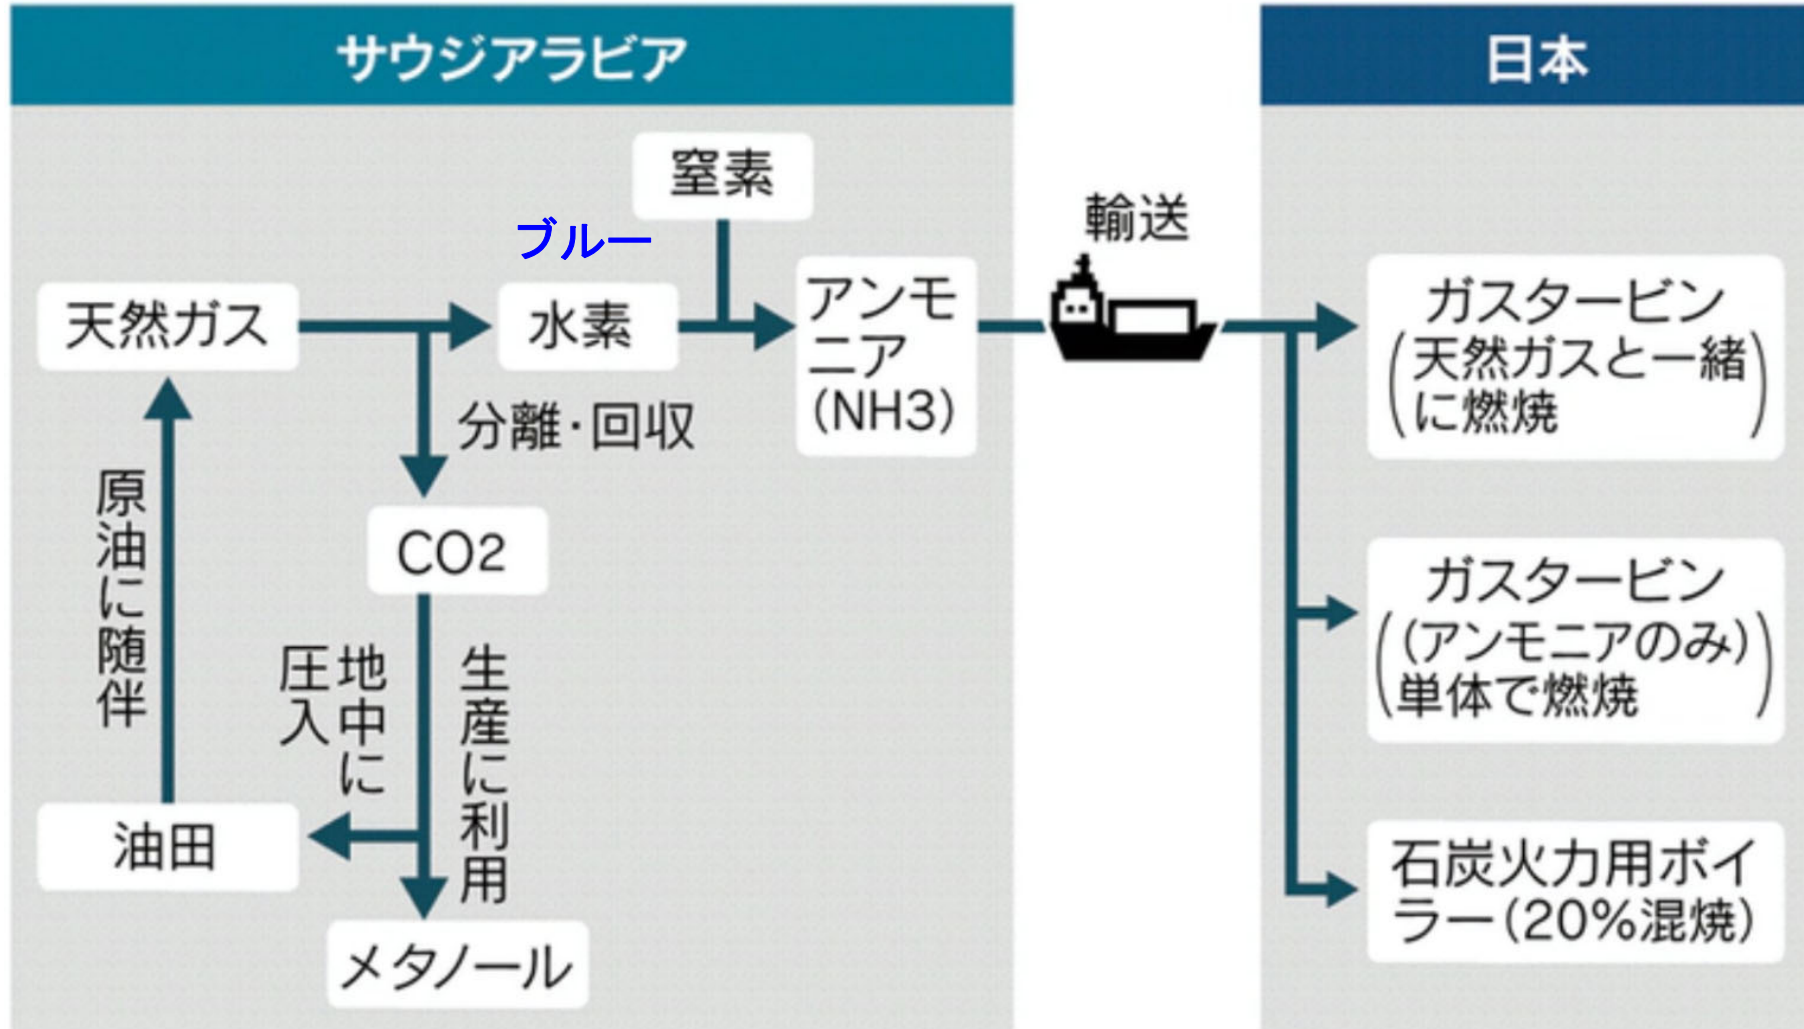 サウジアラビア
日本
窒素
ブルー
輸送
天然ガス
水素
アンモ
ニア
(NH3)
分離・回収
CO2
原油に随伴
地中に
圧入
生産に利用
油田
メタノール
ガスタービン
(天然ガスと一緒
に燃焼)
ガスタービン
((アンモニアのみ)
単体で燃焼)
石炭火力用ボイ
ラー(20%混焼)